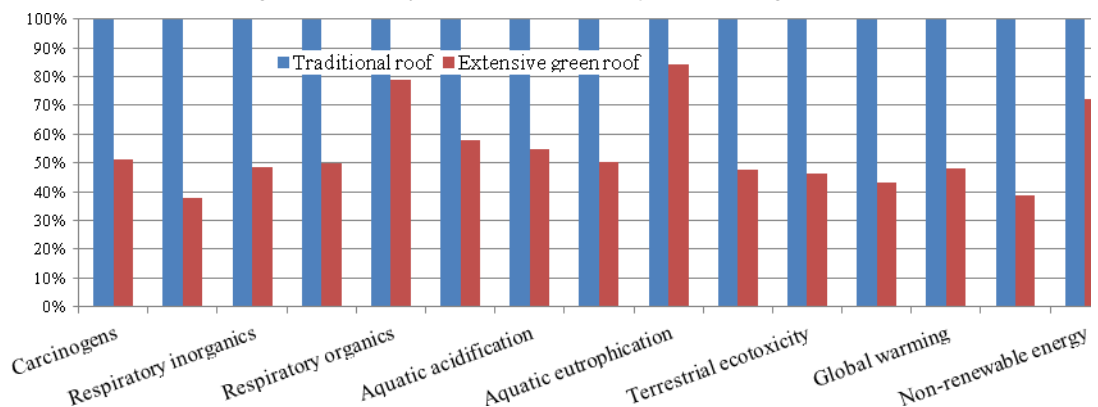 100%
90%
80%
70%
60%
50%
40%
30%
20%
10%
0%
Traditional roof Extensive green roof
Carcinogens
Respiratory inorganics
Respiratory organics
Aquatic acidification
Aquatic eutrophication
Terrestrial ecotoxicity
Global warming
Non-renewable energy